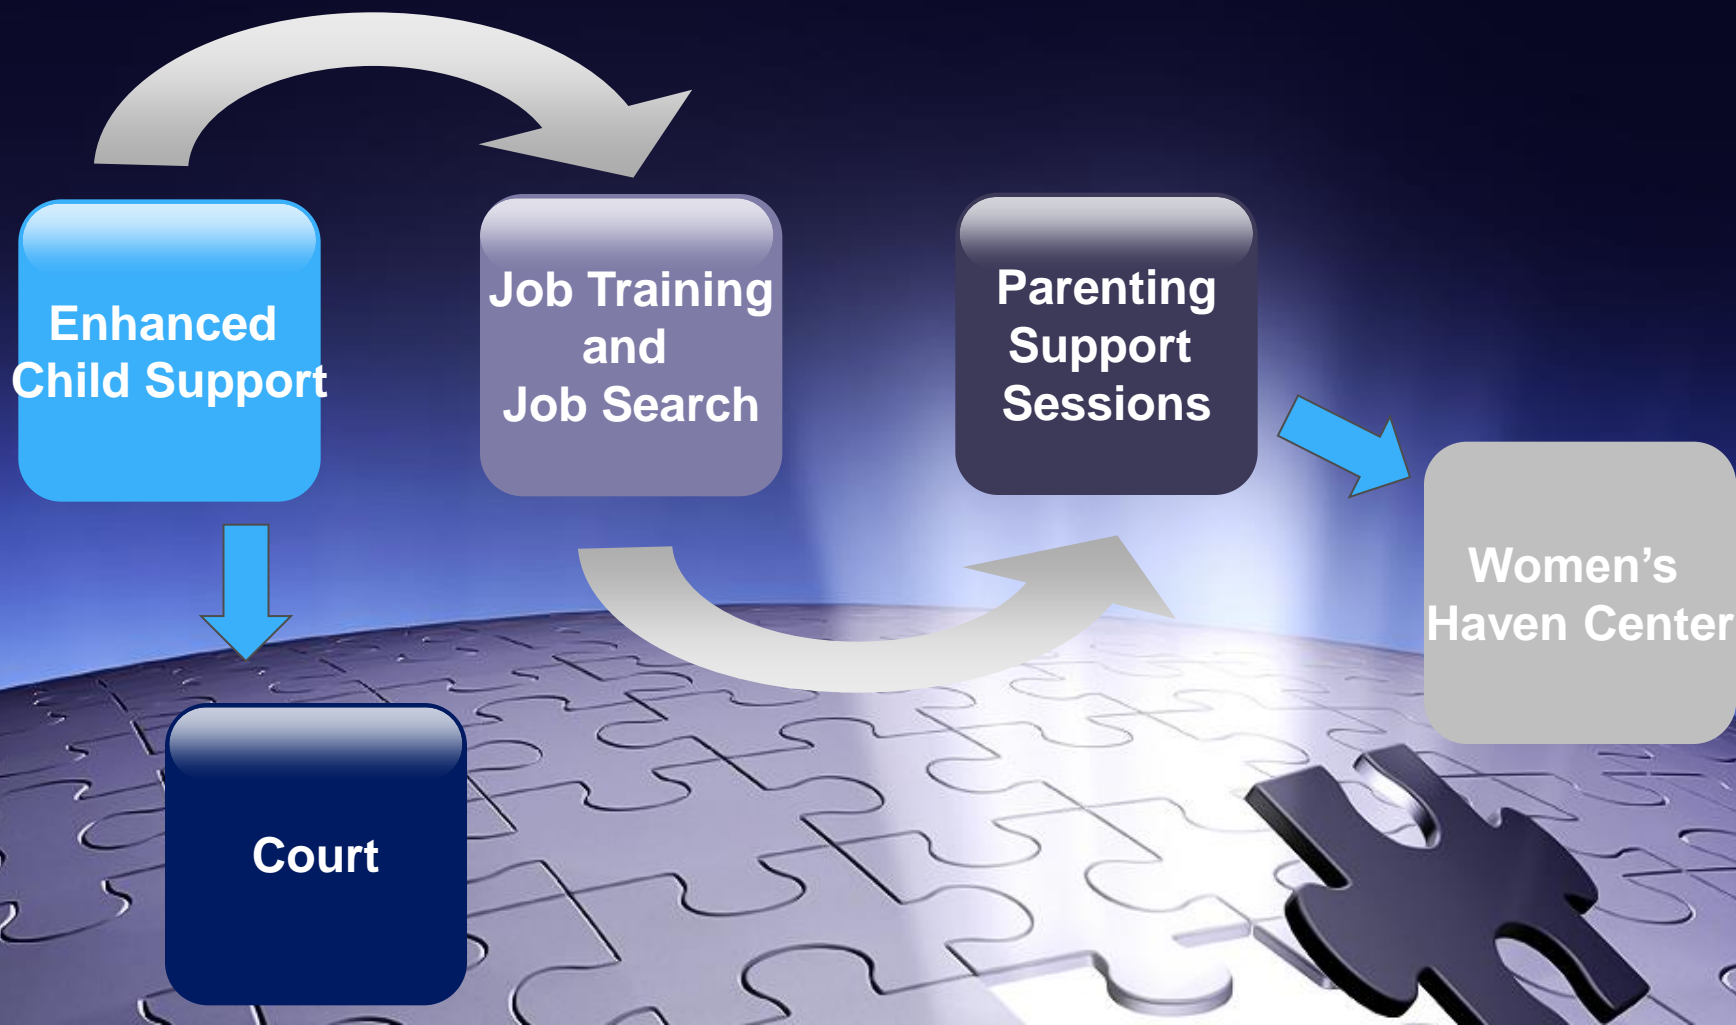 Enhanced
Child Support
Job Training
and
Job Search
Parenting
Support
Sessions
Women’s
Haven Center
Court